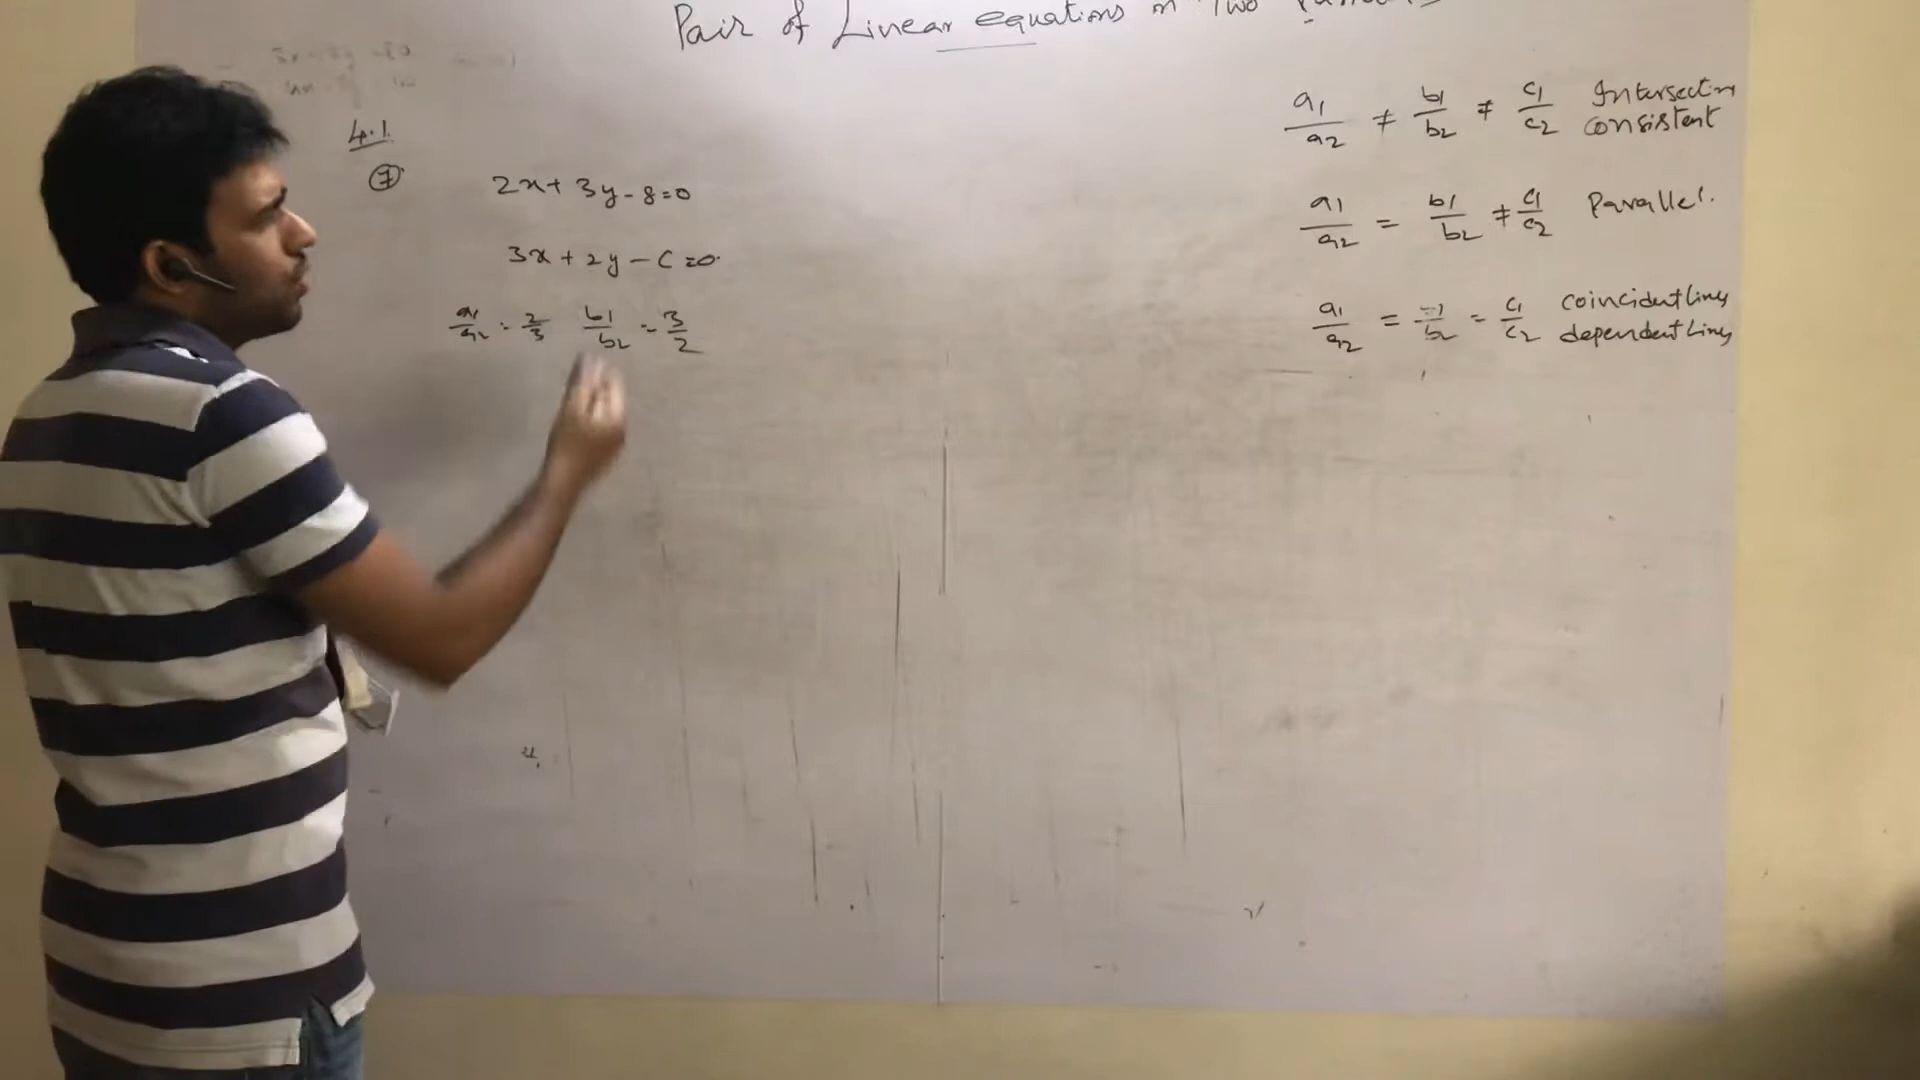 Pair of Linear equations in Two
4.1
7
2x + 3y - 8 = 0
3x + 2y - c = 0
a1/a2 = 2/3 b1/b2 = 3/2
a1/a2 ≠ b1/b2 ≠ c1/c2 Intersecting
consistent
a1/a2 = b1/b2 ≠ c1/c2 Parallel.
a1/a2 = b1/b2 = c1/c2 coincident lines
dependent lines